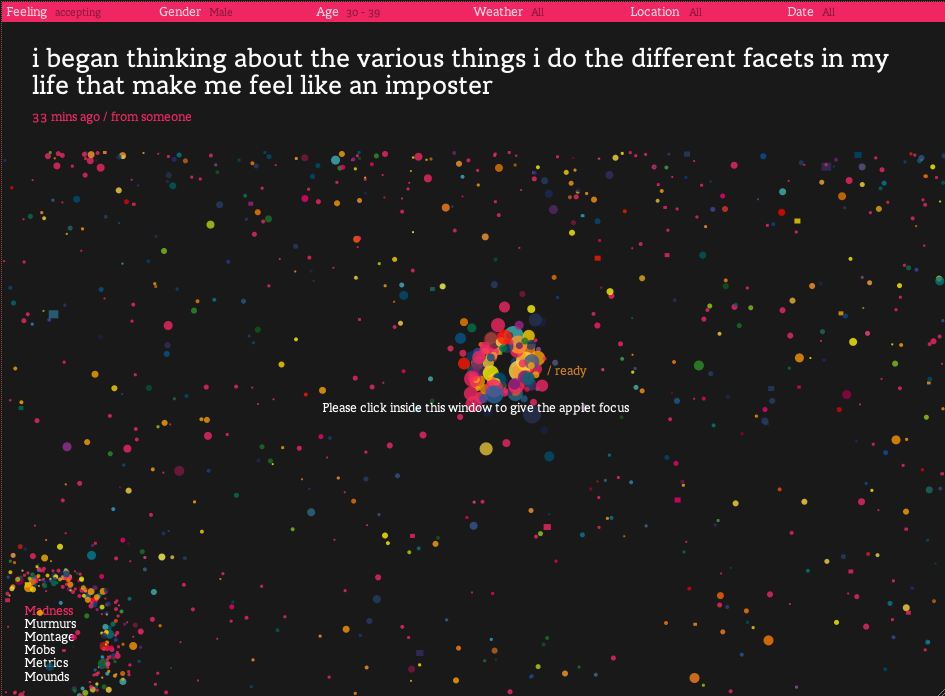 Feeling accepting Gender Male Age 30 - 39 Weather All Location All Date All
i began thinking about the various things i do the different facets in my
life that make me feel like an imposter
33 mins ago / from someone
/ ready
Please click inside this window to give the applet focus
Madness
Murmurs
Montage
Mobs
Metrics
Mounds